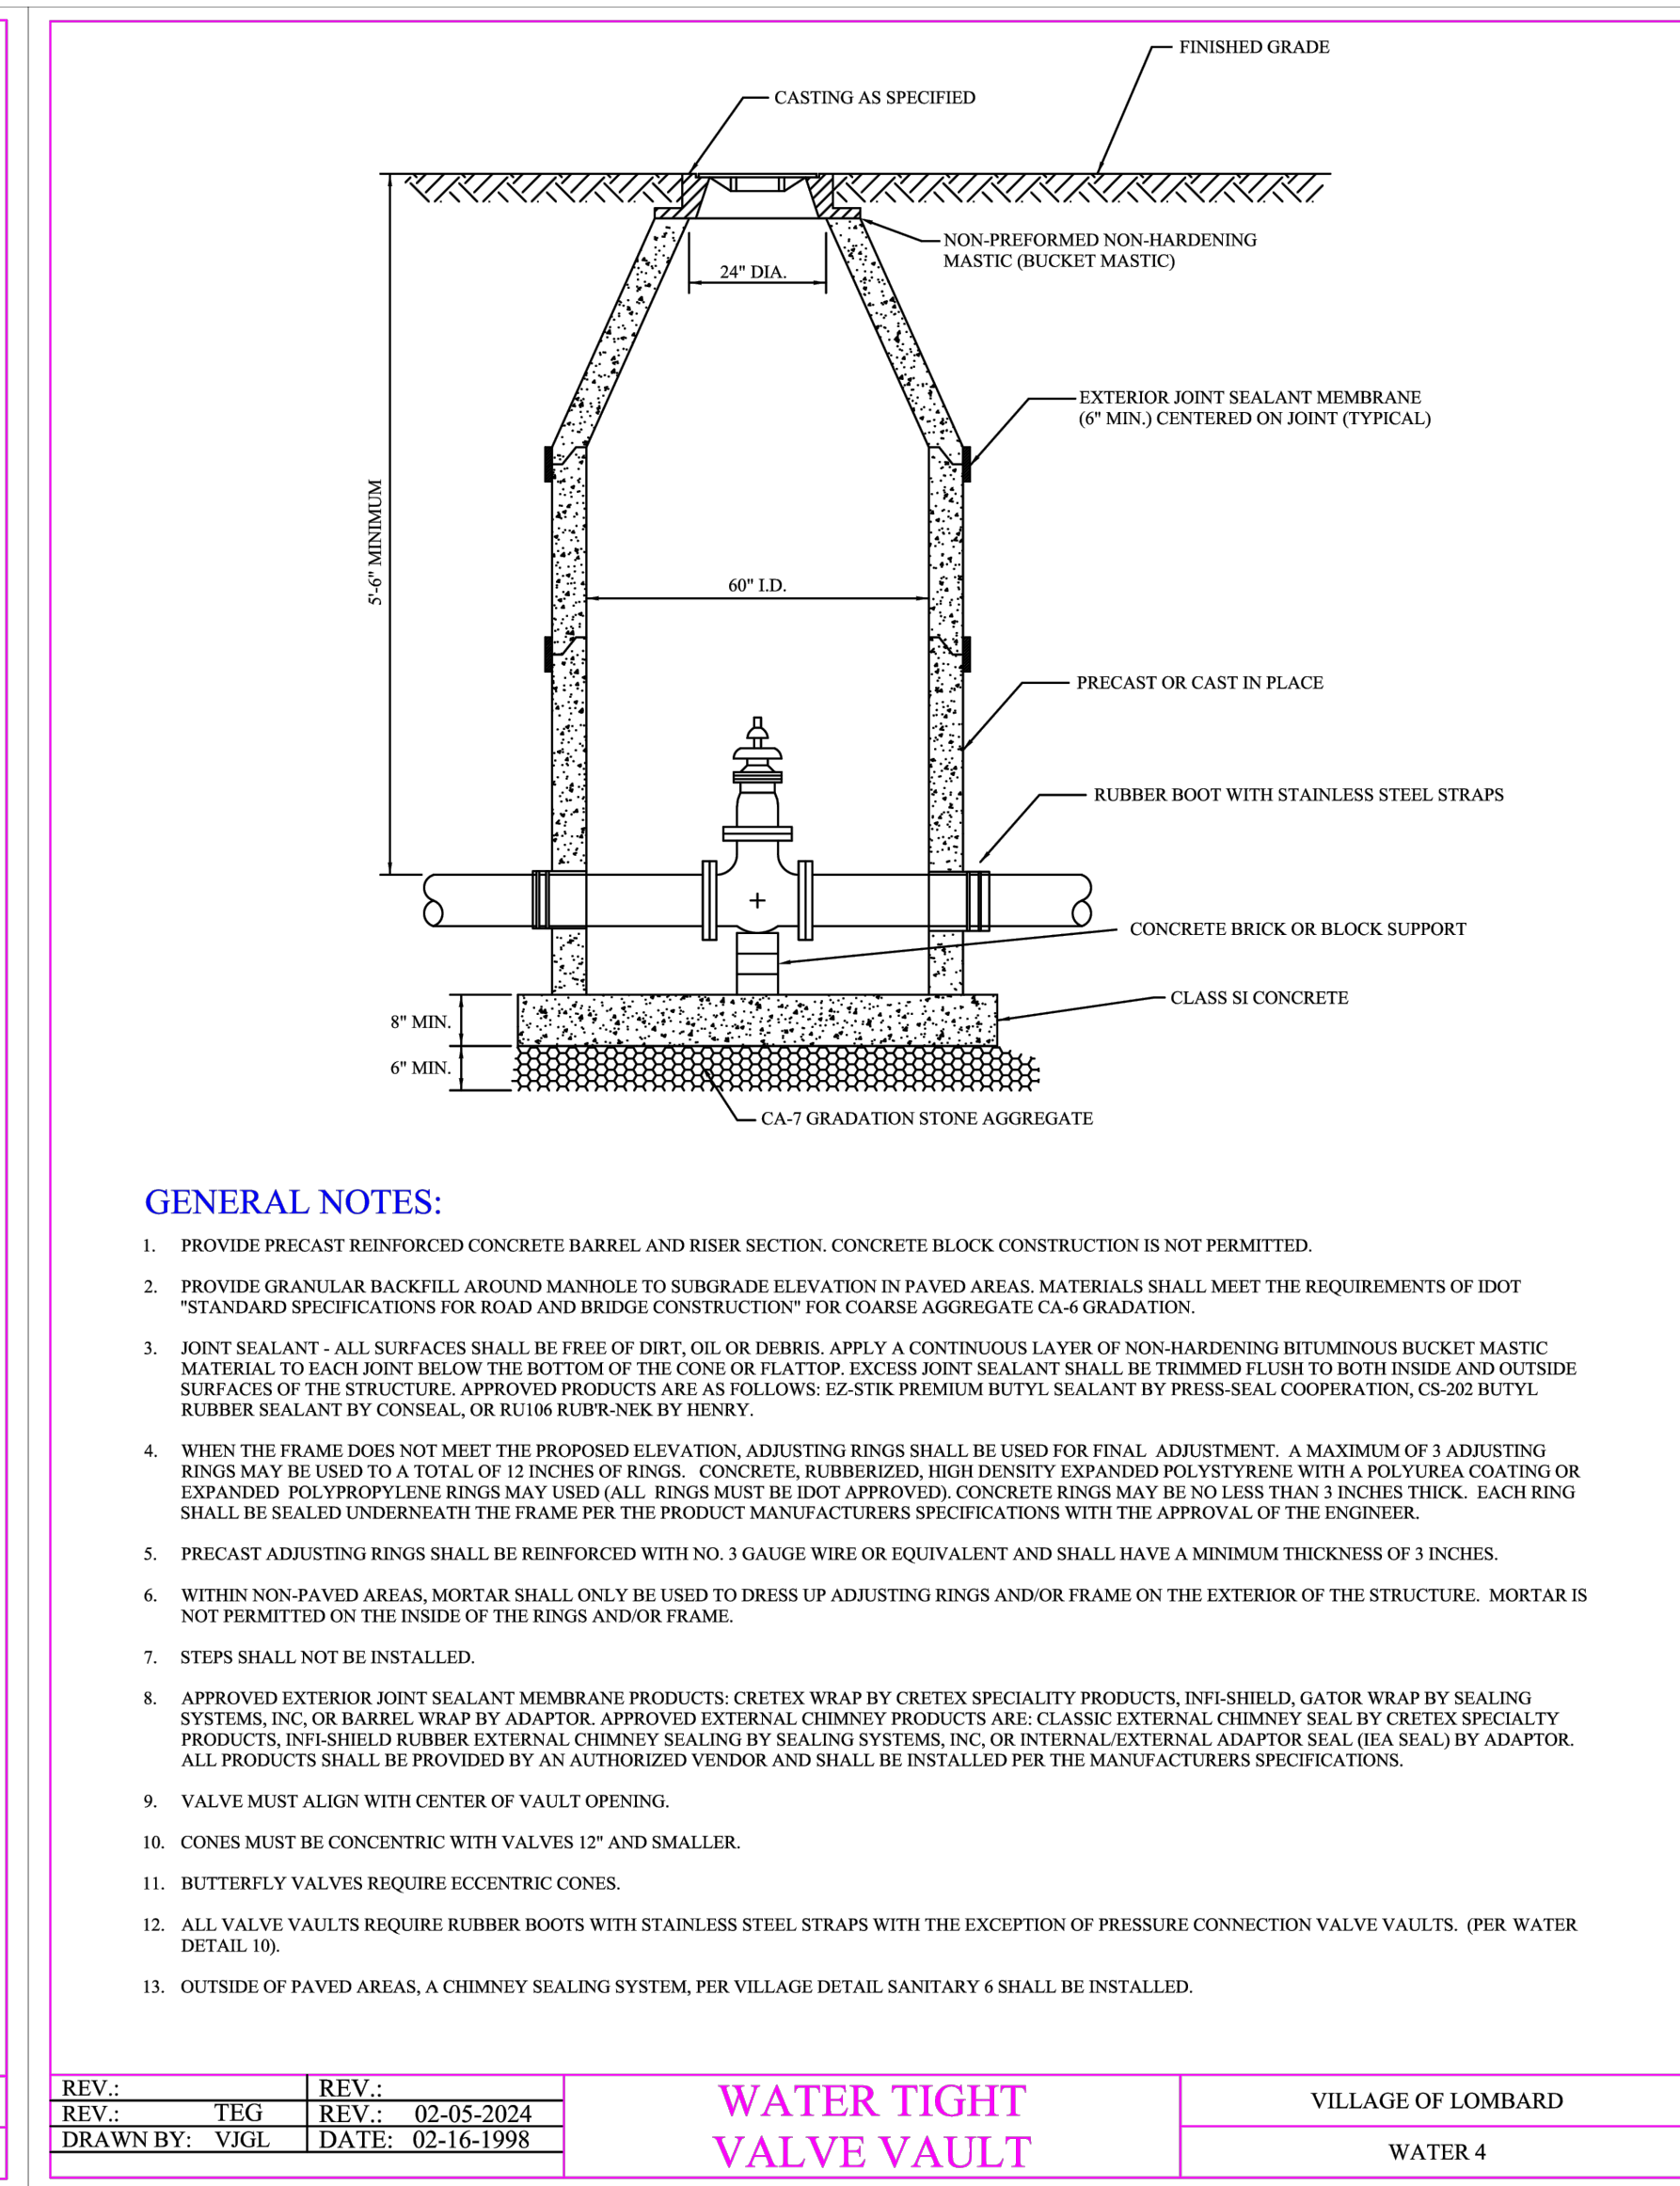 FINISHED GRADE
CASTING AS SPECIFIED
NON-PREFORMED NON-HARDENING
MASTIC (BUCKET MASTIC)
24" DIA.
EXTERIOR JOINT SEALANT MEMBRANE
(6" MIN.) CENTERED ON JOINT (TYPICAL)
5'-6" MINIMUM
60" I.D.
PRECAST OR CAST IN PLACE
RUBBER BOOT WITH STAINLESS STEEL STRAPS
CONCRETE BRICK OR BLOCK SUPPORT
CLASS SI CONCRETE
8" MIN.
6" MIN.
CA-7 GRADATION STONE AGGREGATE
GENERAL NOTES:
1. PROVIDE PRECAST REINFORCED CONCRETE BARREL AND RISER SECTION. CONCRETE BLOCK CONSTRUCTION IS NOT PERMITTED.
2. PROVIDE GRANULAR BACKFILL AROUND MANHOLE TO SUBGRADE ELEVATION IN PAVED AREAS. MATERIALS SHALL MEET THE REQUIREMENTS OF IDOT
"STANDARD SPECIFICATIONS FOR ROAD AND BRIDGE CONSTRUCTION" FOR COARSE AGGREGATE CA-6 GRADATION.
3. JOINT SEALANT - ALL SURFACES SHALL BE FREE OF DIRT, OIL OR DEBRIS. APPLY A CONTINUOUS LAYER OF NON-HARDENING BITUMINOUS BUCKET MASTIC
MATERIAL TO EACH JOINT BELOW THE BOTTOM OF THE CONE OR FLATTOP. EXCESS JOINT SEALANT SHALL BE TRIMMED FLUSH TO BOTH INSIDE AND OUTSIDE
SURFACES OF THE STRUCTURE. APPROVED PRODUCTS ARE AS FOLLOWS: EZ-STIK PREMIUM BUTYL SEALANT BY PRESS-SEAL COOPERATION, CS-202 BUTYL
RUBBER SEALANT BY CONSEAL, OR RU106 RUB'R-NEK BY HENRY.
4. WHEN THE FRAME DOES NOT MEET THE PROPOSED ELEVATION, ADJUSTING RINGS SHALL BE USED FOR FINAL ADJUSTMENT. A MAXIMUM OF 3 ADJUSTING
RINGS MAY BE USED TO A TOTAL OF 12 INCHES OF RINGS. CONCRETE, RUBBERIZED, HIGH DENSITY EXPANDED POLYSTYRENE WITH A POLYUREA COATING OR
EXPANDED POLYPROPYLENE RINGS MAY USED (ALL RINGS MUST BE IDOT APPROVED). CONCRETE RINGS MAY BE NO LESS THAN 3 INCHES THICK. EACH RING
SHALL BE SEALED UNDERNEATH THE FRAME PER THE PRODUCT MANUFACTURERS SPECIFICATIONS WITH THE APPROVAL OF THE ENGINEER.
5. PRECAST ADJUSTING RINGS SHALL BE REINFORCED WITH NO. 3 GAUGE WIRE OR EQUIVALENT AND SHALL HAVE A MINIMUM THICKNESS OF 3 INCHES.
6. WITHIN NON-PAVED AREAS, MORTAR SHALL ONLY BE USED TO DRESS UP ADJUSTING RINGS AND/OR FRAME ON THE EXTERIOR OF THE STRUCTURE. MORTAR IS
NOT PERMITTED ON THE INSIDE OF THE RINGS AND/OR FRAME.
7. STEPS SHALL NOT BE INSTALLED.
8. APPROVED EXTERIOR JOINT SEALANT MEMBRANE PRODUCTS: CRETEX WRAP BY CRETEX SPECIALITY PRODUCTS, INFI-SHIELD, GATOR WRAP BY SEALING
SYSTEMS, INC, OR BARREL WRAP BY ADAPTOR. APPROVED EXTERNAL CHIMNEY PRODUCTS ARE: CLASSIC EXTERNAL CHIMNEY SEAL BY CRETEX SPECIALTY
PRODUCTS, INFI-SHIELD RUBBER EXTERNAL CHIMNEY SEALING BY SEALING SYSTEMS, INC, OR INTERNAL/EXTERNAL ADAPTOR SEAL (IEA SEAL) BY ADAPTOR.
ALL PRODUCTS SHALL BE PROVIDED BY AN AUTHORIZED VENDOR AND SHALL BE INSTALLED PER THE MANUFACTURERS SPECIFICATIONS.
9. VALVE MUST ALIGN WITH CENTER OF VAULT OPENING.
10. CONES MUST BE CONCENTRIC WITH VALVES 12" AND SMALLER.
11. BUTTERFLY VALVES REQUIRE ECCENTRIC CONES.
12. ALL VALVE VAULTS REQUIRE RUBBER BOOTS WITH STAINLESS STEEL STRAPS WITH THE EXCEPTION OF PRESSURE CONNECTION VALVE VAULTS. (PER WATER
DETAIL 10).
13. OUTSIDE OF PAVED AREAS, A CHIMNEY SEALING SYSTEM, PER VILLAGE DETAIL SANITARY 6 SHALL BE INSTALLED.
REV.: REV.:
REV.: TEG REV.: 02-05-2024
DRAWN BY: VJGL DATE: 02-16-1998
WATER TIGHT
VALVE VAULT
VILLAGE OF LOMBARD
WATER 4